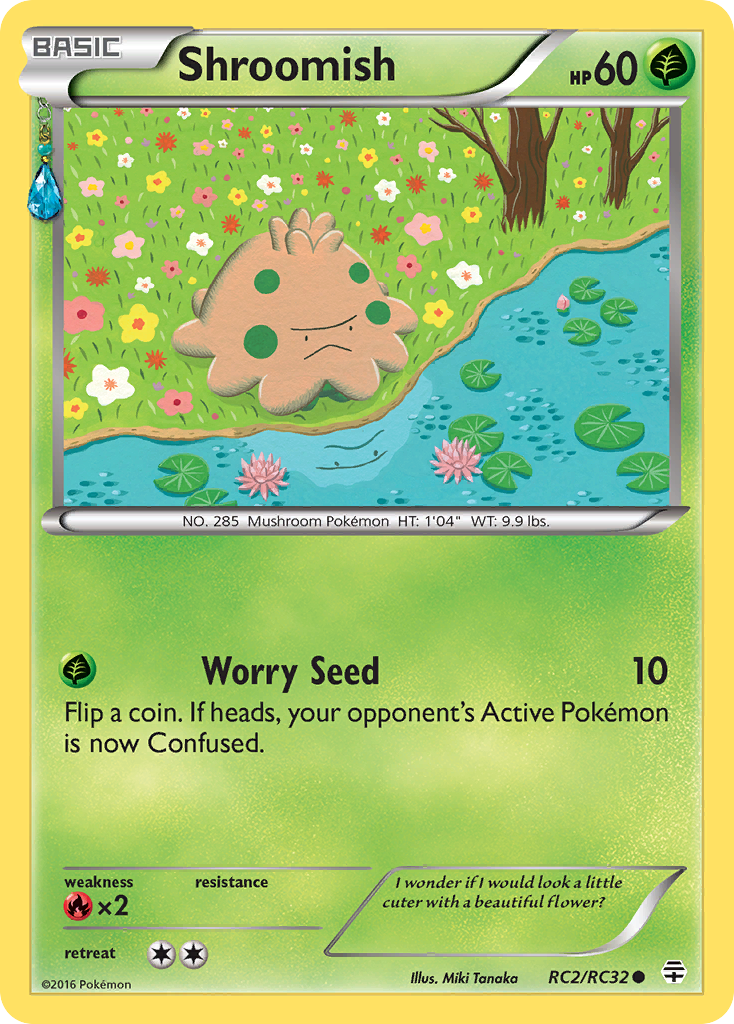 BASIC
Shroomish
HP60
NO. 285 Mushroom Pokémon HT: 1'04" WT: 9.9 lbs.
Worry Seed 10
Flip a coin. If heads, your opponent's Active Pokémon
is now Confused.
weakness resistance
×2
I wonder if I would look a little
cuter with a beautiful flower?
retreat
©2016 Pokémon
Illus. Miki Tanaka
RC2/RC32